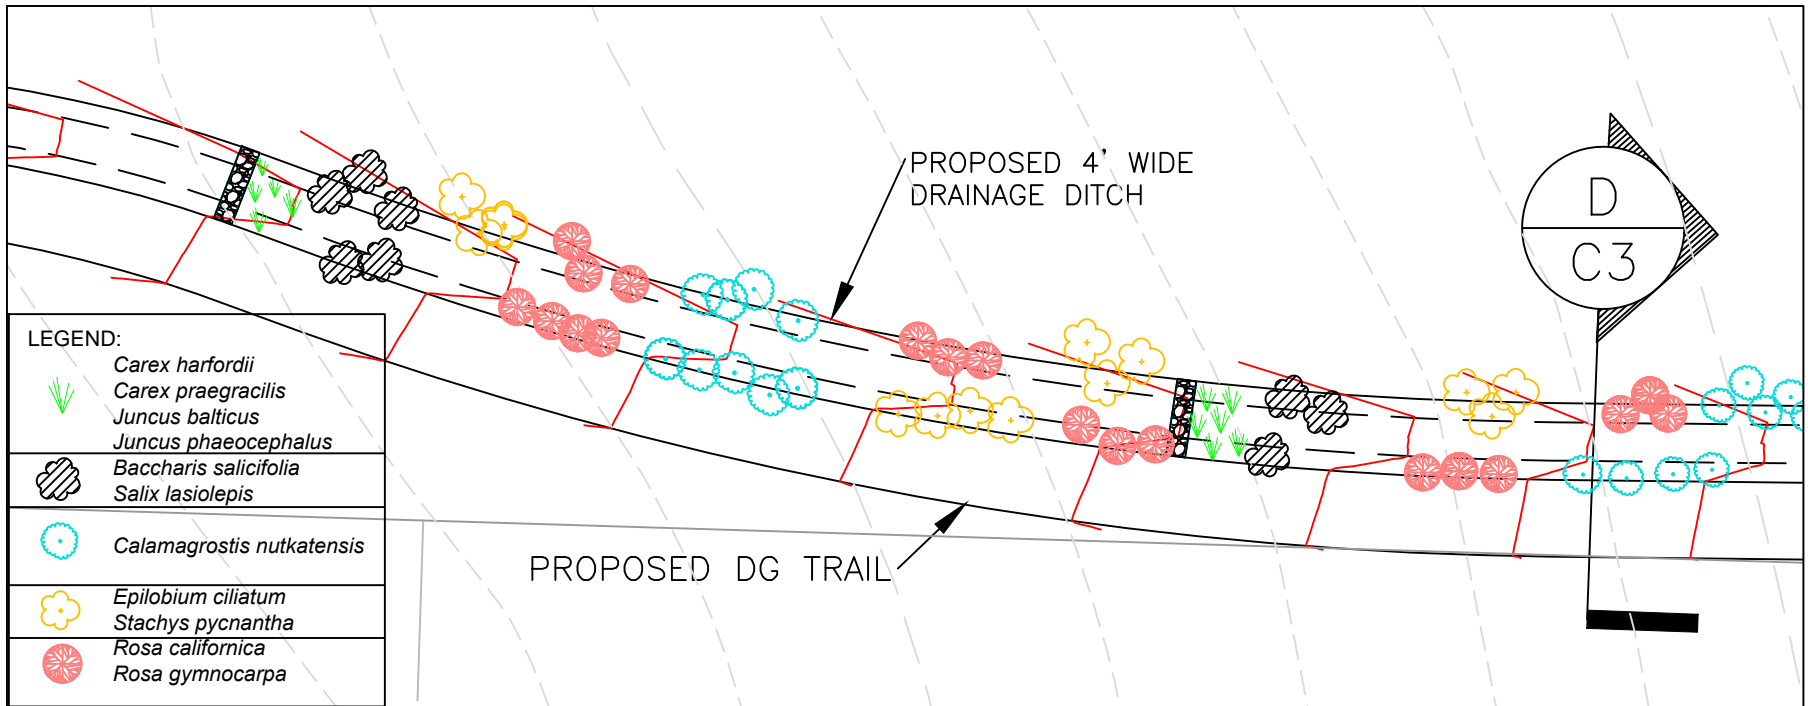 PROPOSED 4' WIDE
DRAINAGE DITCH
D
C3
LEGEND:
Carex harfordii
Carex praegracilis
Juncus balticus
Juncus phaeocephalus
Baccharis salicifolia
Salix lasiolepis
Calamagrostis nutkatensis
Epilobium ciliatum
Stachys pycnantha
Rosa californica
Rosa gymnocarpa
PROPOSED DG TRAIL